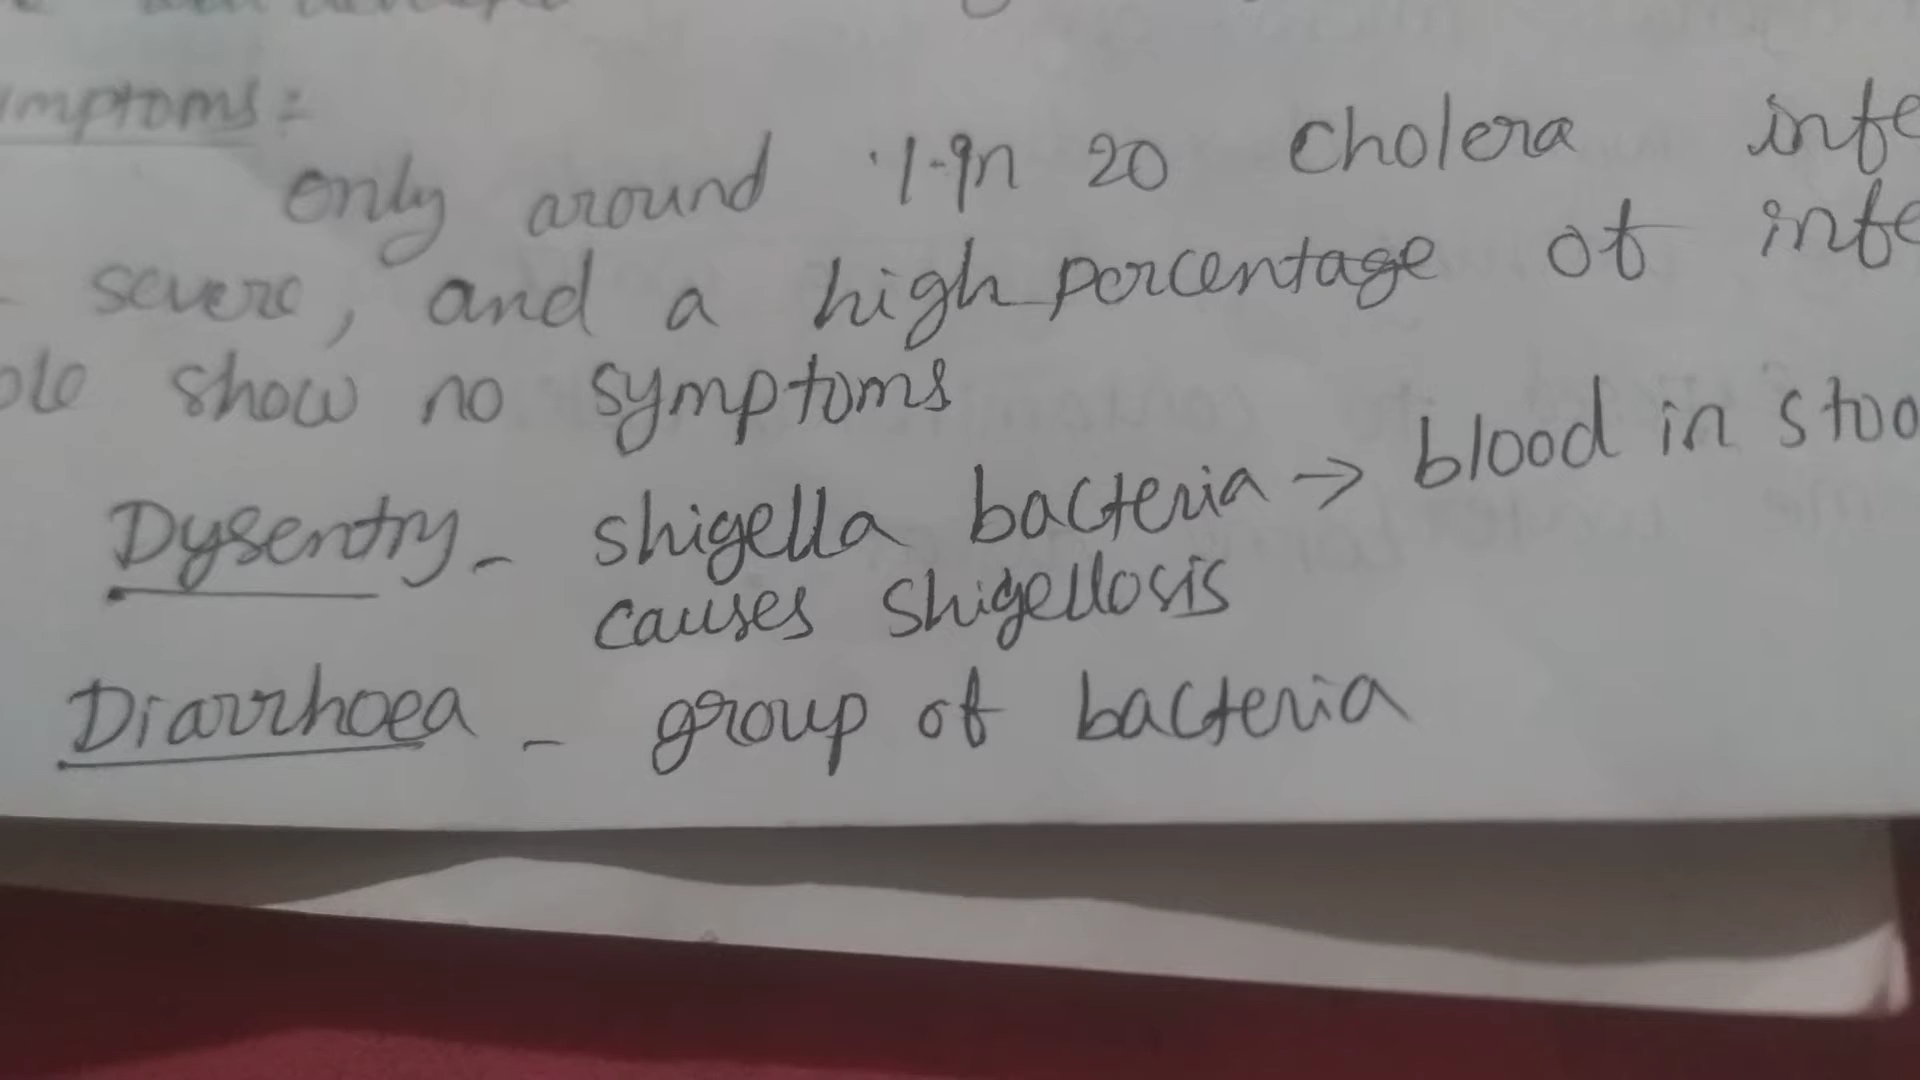 mptoms :-
only around 1 in 20 cholera infe
severe, and a high percentage of infe
ple show no symptoms
Dysentry - shigella bacteria → blood in stoo
causes shigellosis
Diarrhoea - group of bacteria